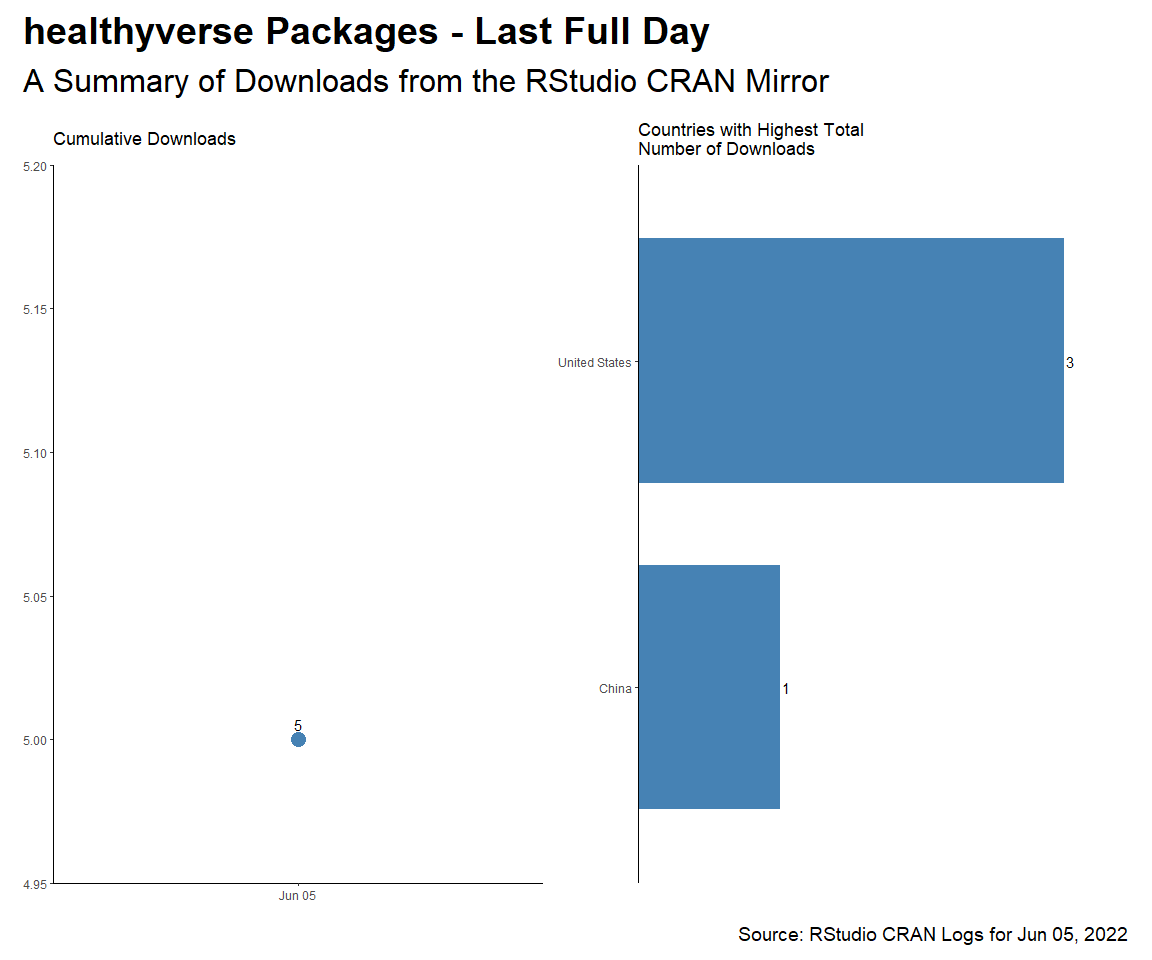 healthyverse Packages - Last Full Day
A Summary of Downloads from the RStudio CRAN Mirror
Cumulative Downloads
5.20
5.15
5.10
5.05
5.00
4.95
5
Jun 05
Countries with Highest Total
Number of Downloads
United States
3
China
1
Source: RStudio CRAN Logs for Jun 05, 2022